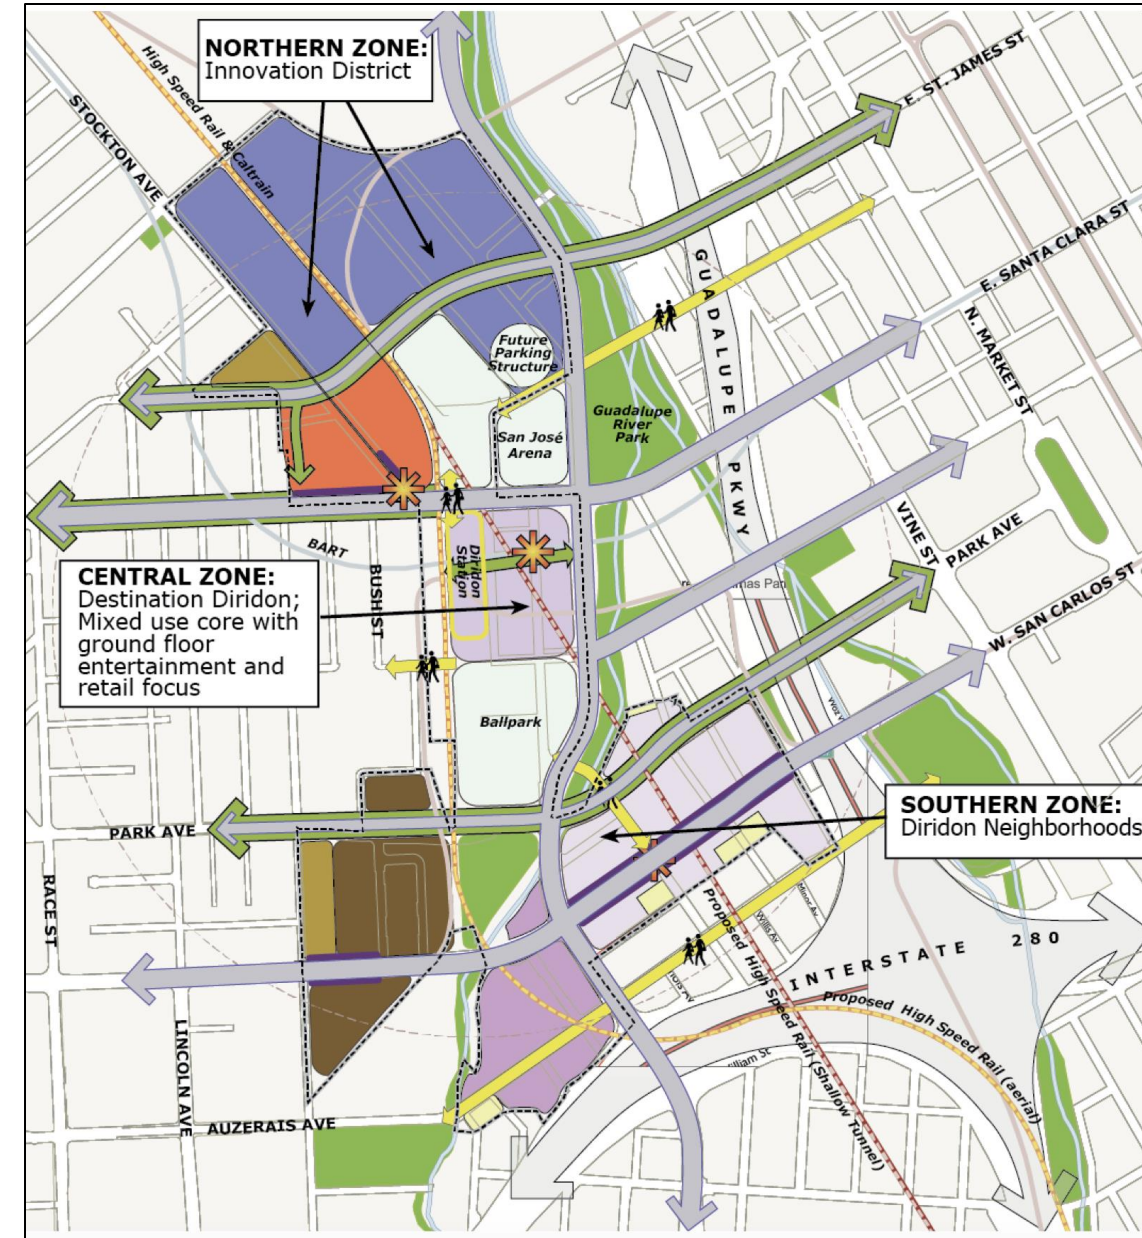 NORTHERN ZONE:
Innovation District
High Speed Rail & Caltrain
STOCKTON AVE
E. ST. JAMES ST
E. SANTA CLARA ST
N. MARKET ST
GUADALUPE PKWY
Future
Parking
Structure
San José
Arena
Guadalupe
River
Park
BART
BUSH ST
Diridon
Station
VINE ST
PARK AVE
W. SAN CARLOS ST
CENTRAL ZONE:
Destination Diridon;
Mixed use core with
ground floor
entertainment and
retail focus
Ballpark
SOUTHERN ZONE:
Diridon Neighborhoods
PARK AVE
RACE ST
LINCOLN AVE
AUZERAIS AVE
Minor Av
Willis Av
INTERSTATE 280
Proposed High Speed Rail (aerial)
Proposed High Speed Rail (Shallow Tunnel)